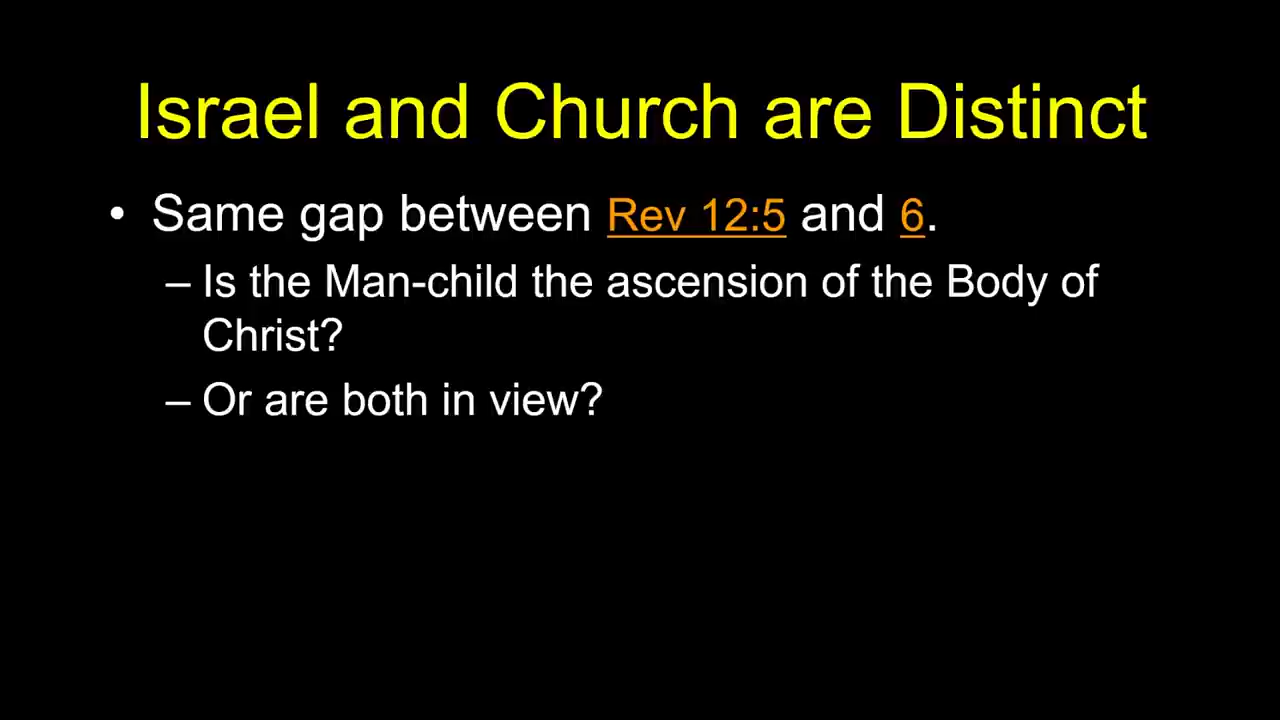 Israel and Church are Distinct
• Same gap between Rev 12:5 and 6.
– Is the Man-child the ascension of the Body of
Christ?
– Or are both in view?